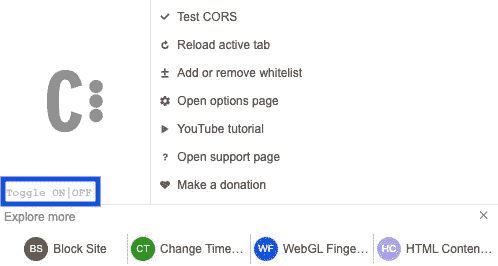 Test CORS
Reload active tab
Add or remove whitelist
Open options page
YouTube tutorial
? Open support page
Make a donation
C:
Toggle ON|OFF
Explore more
BS Block Site
CT Change Time...
WF WebGL Finge...
HC HTML Conten...